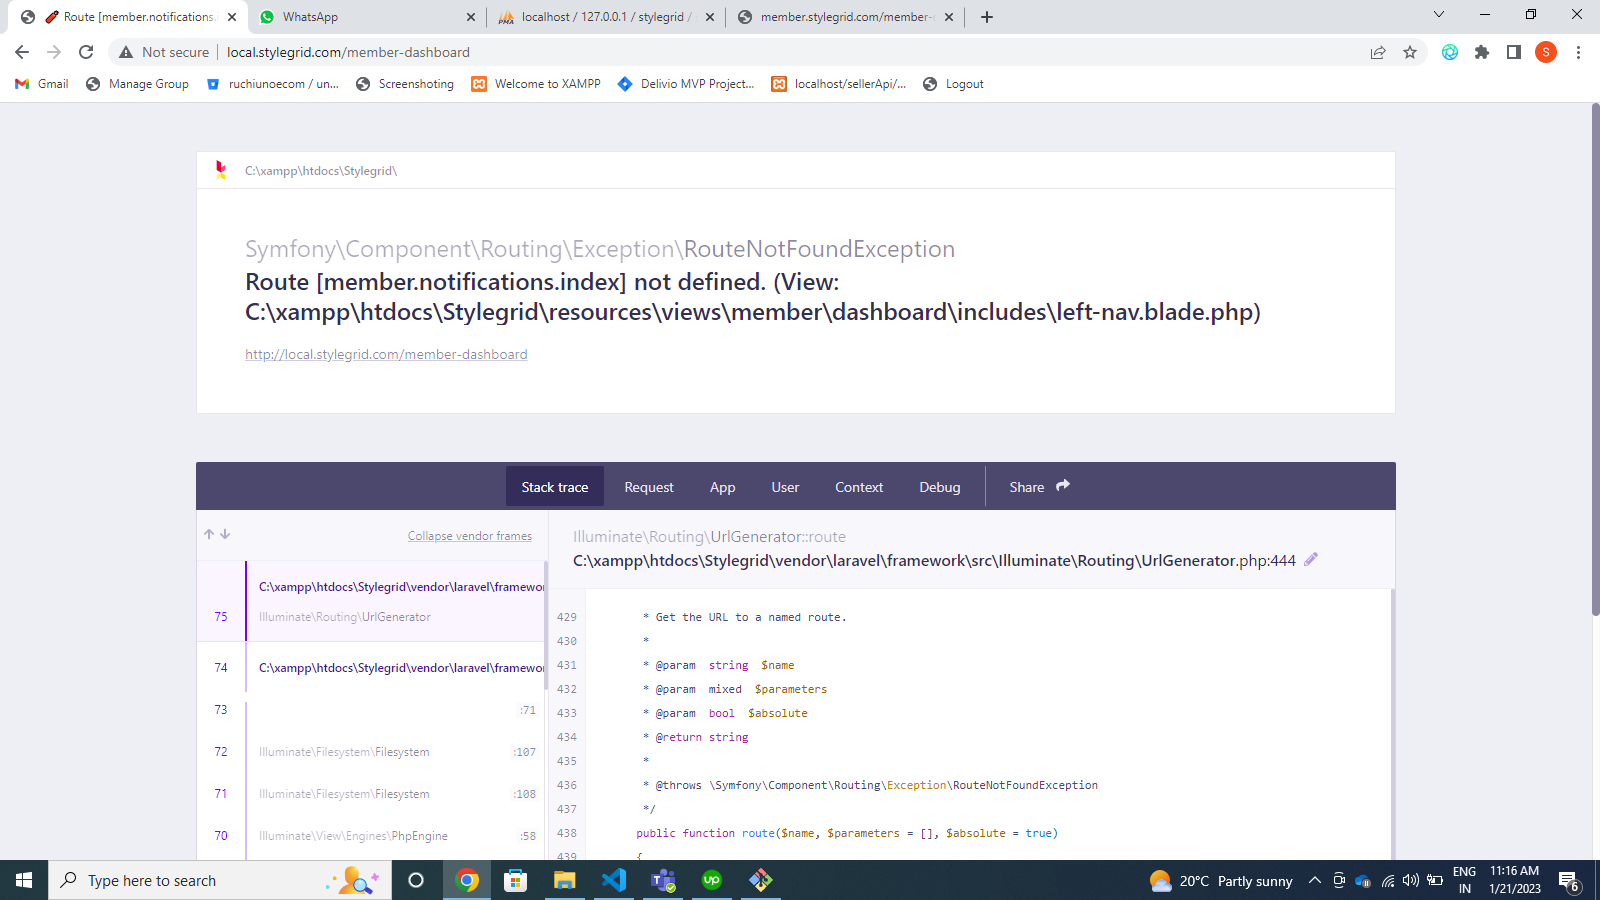 Route [member.notifications.
WhatsApp
localhost / 127.0.0.1 / stylegrid /
member.stylegrid.com/member-
Not secure
local.stylegrid.com/member-dashboard
S
Gmail
Manage Group
ruchiunoecom / un...
Screenshoting
Welcome to XAMPP
Delivio MVP Project...
localhost/sellerApi/...
Logout
C:\xampp\htdocs\Stylegrid\
Symfony\Component\Routing\Exception\RouteNotFoundException
Route [member.notifications.index] not defined. (View:
C:\xampp\htdocs\Stylegrid\resources\views\member\dashboard\includes\left-nav.blade.php)
http://local.stylegrid.com/member-dashboard
Stack trace
Request
App
User
Context
Debug
Share
Collapse vendor frames
75
C:\xampp\htdocs\Stylegrid\vendor\laravel\framewor
Illuminate\Routing\UrlGenerator
74
C:\xampp\htdocs\Stylegrid\vendor\laravel\framewor
73 :71
72 Illuminate\Filesystem\Filesystem :107
71 Illuminate\Filesystem\Filesystem :108
70 Illuminate\View\Engines\PhpEngine :58
Illuminate\Routing\UrlGenerator::route
C:\xampp\htdocs\Stylegrid\vendor\laravel\framework\src\Illuminate\Routing\UrlGenerator.php:444
429 * Get the URL to a named route.
430 *
431 * @param string $name
432 * @param mixed $parameters
433 * @param bool $absolute
434 * @return string
435 *
436 * @throws \Symfony\Component\Routing\Exception\RouteNotFoundException
437 */
438 public function route($name, $parameters = [], $absolute = true)
439 {
Type here to search
up
20°C Partly sunny
ENG
IN
11:16 AM
1/21/2023
6